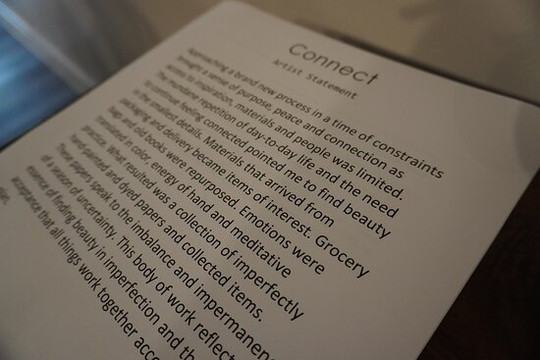 Connect
Artist Statement
Approaching a brand new process in a time of constraints
brought a sense of purpose, peace and connection as
access to inspiration, materials and people was limited.
The mundane repetition of day-to-day life and the need
to continue feeling connected pointed me to find beauty
in the smallest details. Materials that arrived from
packaging and delivery became items of interest. Grocery
bags and old books were repurposed. Emotions were
translated in color, energy of hand and meditative
practice. What resulted was a collection of imperfectly
hand-painted and dyed papers and collected items.
These papers speak to the imbalance and impermanen
of a season of uncertainty. This body of work reflect
essence of finding beauty in imperfection and th
acceptance that all things work together acco